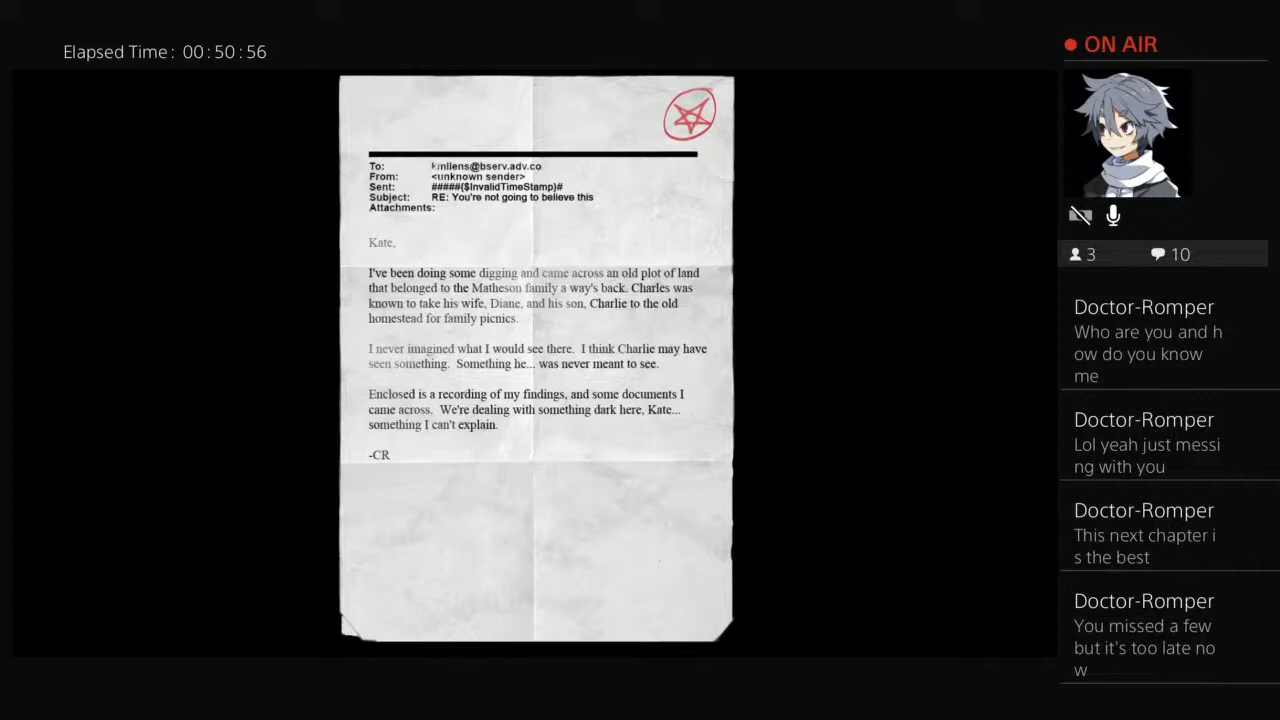 Elapsed Time: 00:50:56
ON AIR
To: kmllens@bserv.adv.co
From: <unknown sender>
Sent: #####{$InvalidTimeStamp}#
Subject: RE: You're not going to believe this
Attachments:
Kate,
I've been doing some digging and came across an old plot of land
that belonged to the Matheson family a way's back. Charles was
known to take his wife, Diane, and his son, Charlie to the old
homestead for family picnics.
I never imagined what I would see there. I think Charlie may have
seen something. Something he... was never meant to see.
Enclosed is a recording of my findings, and some documents I
came across. We're dealing with something dark here, Kate...
something I can't explain.
-CR
3
10
Doctor-Romper
Who are you and h
ow do you know
me
Doctor-Romper
Lol yeah just messi
ng with you
Doctor-Romper
This next chapter i
s the best
Doctor-Romper
You missed a few
but it's too late no
w